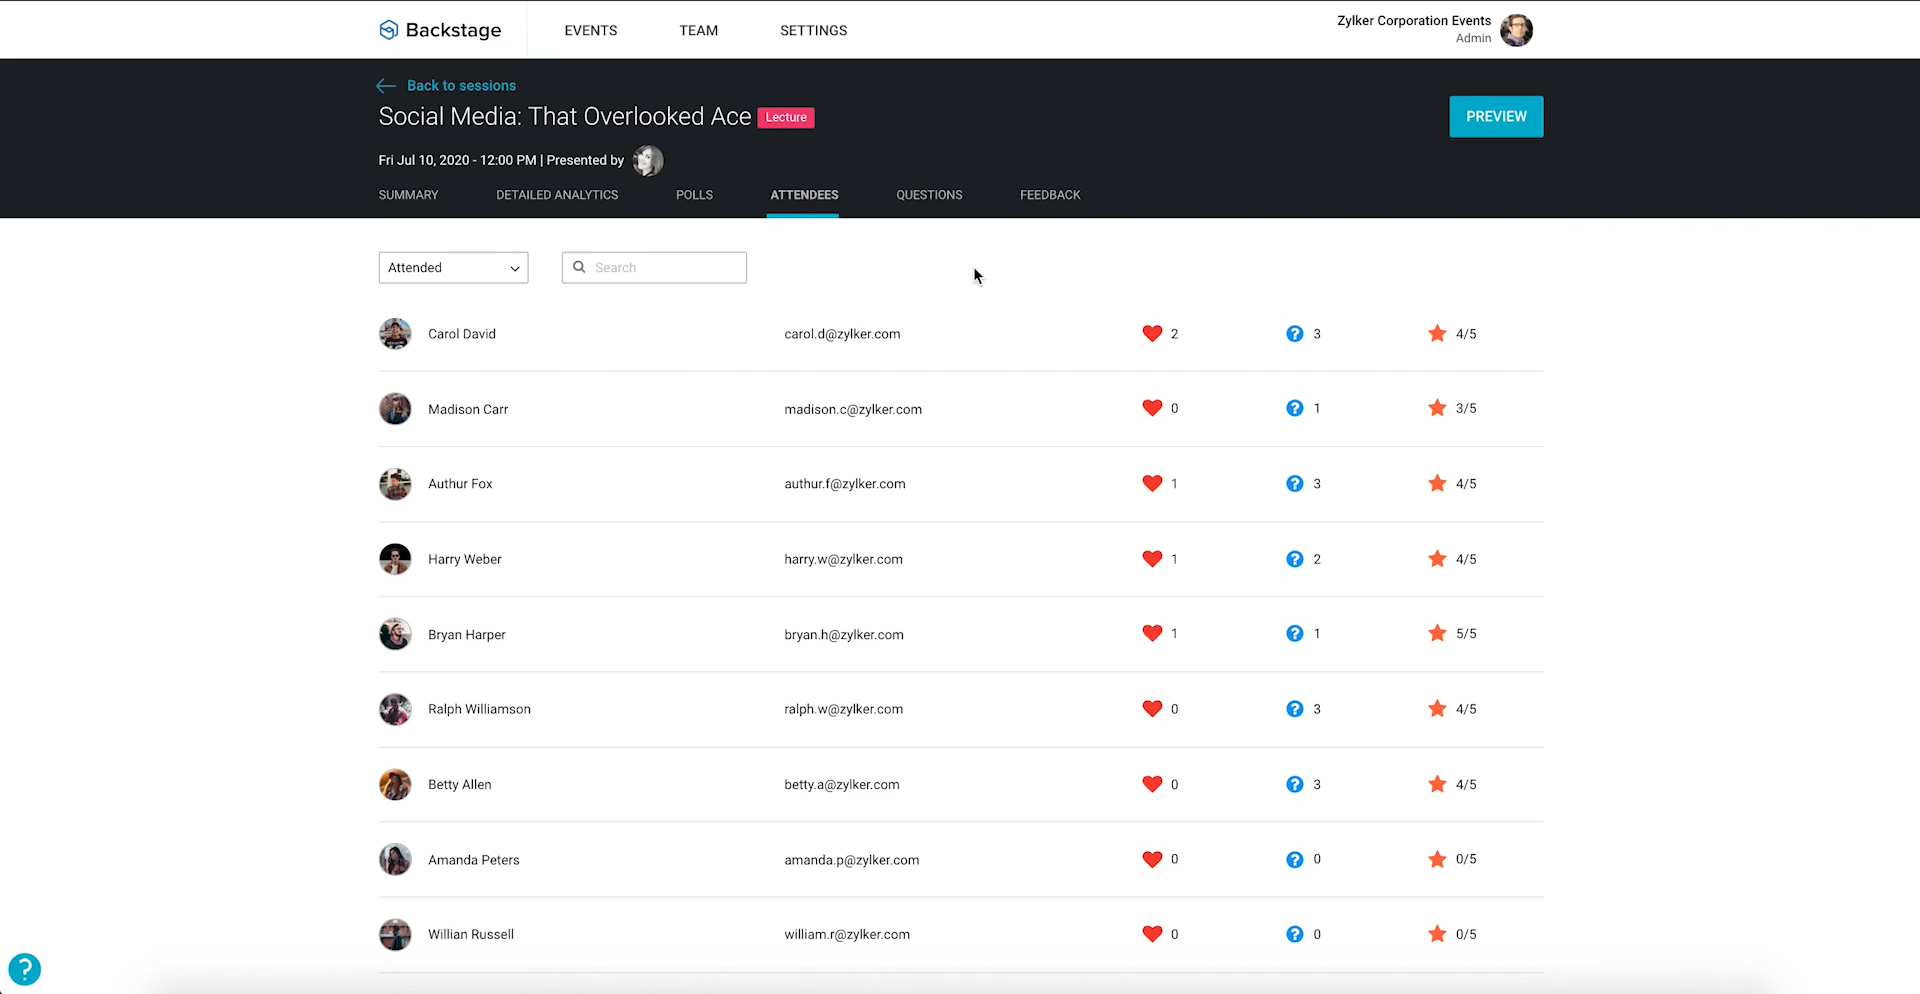 Backstage
EVENTS
TEAM
SETTINGS
Zylker Corporation Events
Admin
Back to sessions
Social Media: That Overlooked Ace
Lecture
PREVIEW
Fri Jul 10, 2020 - 12:00 PM | Presented by
SUMMARY
DETAILED ANALYTICS
POLLS
ATTENDEES
QUESTIONS
FEEDBACK
Attended
Search
Carol David carol.d@zylker.com 2 ? 3 4/5
Madison Carr madison.c@zylker.com 0 ? 1 3/5
Authur Fox authur.f@zylker.com 1 ? 3 4/5
Harry Weber harry.w@zylker.com 1 ? 2 4/5
Bryan Harper bryan.h@zylker.com 1 ? 1 5/5
Ralph Williamson ralph.w@zylker.com 0 ? 3 4/5
Betty Allen betty.a@zylker.com 0 ? 3 4/5
Amanda Peters amanda.p@zylker.com 0 ? 0 0/5
Willian Russell william.r@zylker.com 0 ? 0 0/5
?